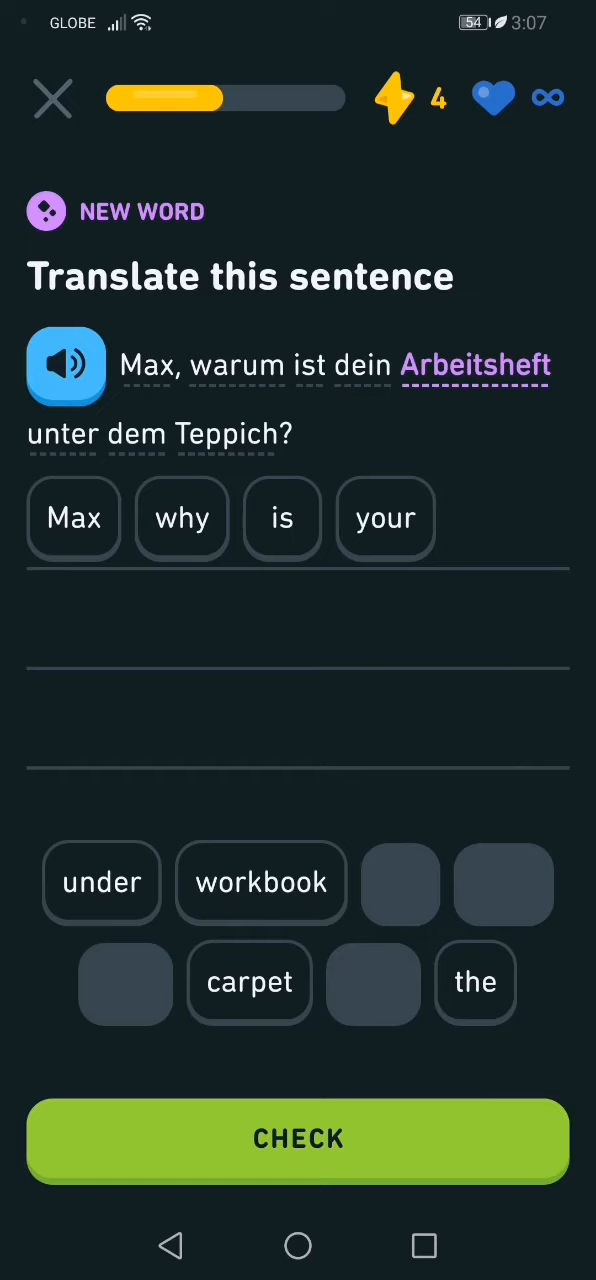 GLOBE 54 3:07
4 ∞
NEW WORD
Translate this sentence
Max, warum ist dein Arbeitsheft
unter dem Teppich?
Max why is your
under workbook
carpet the
CHECK